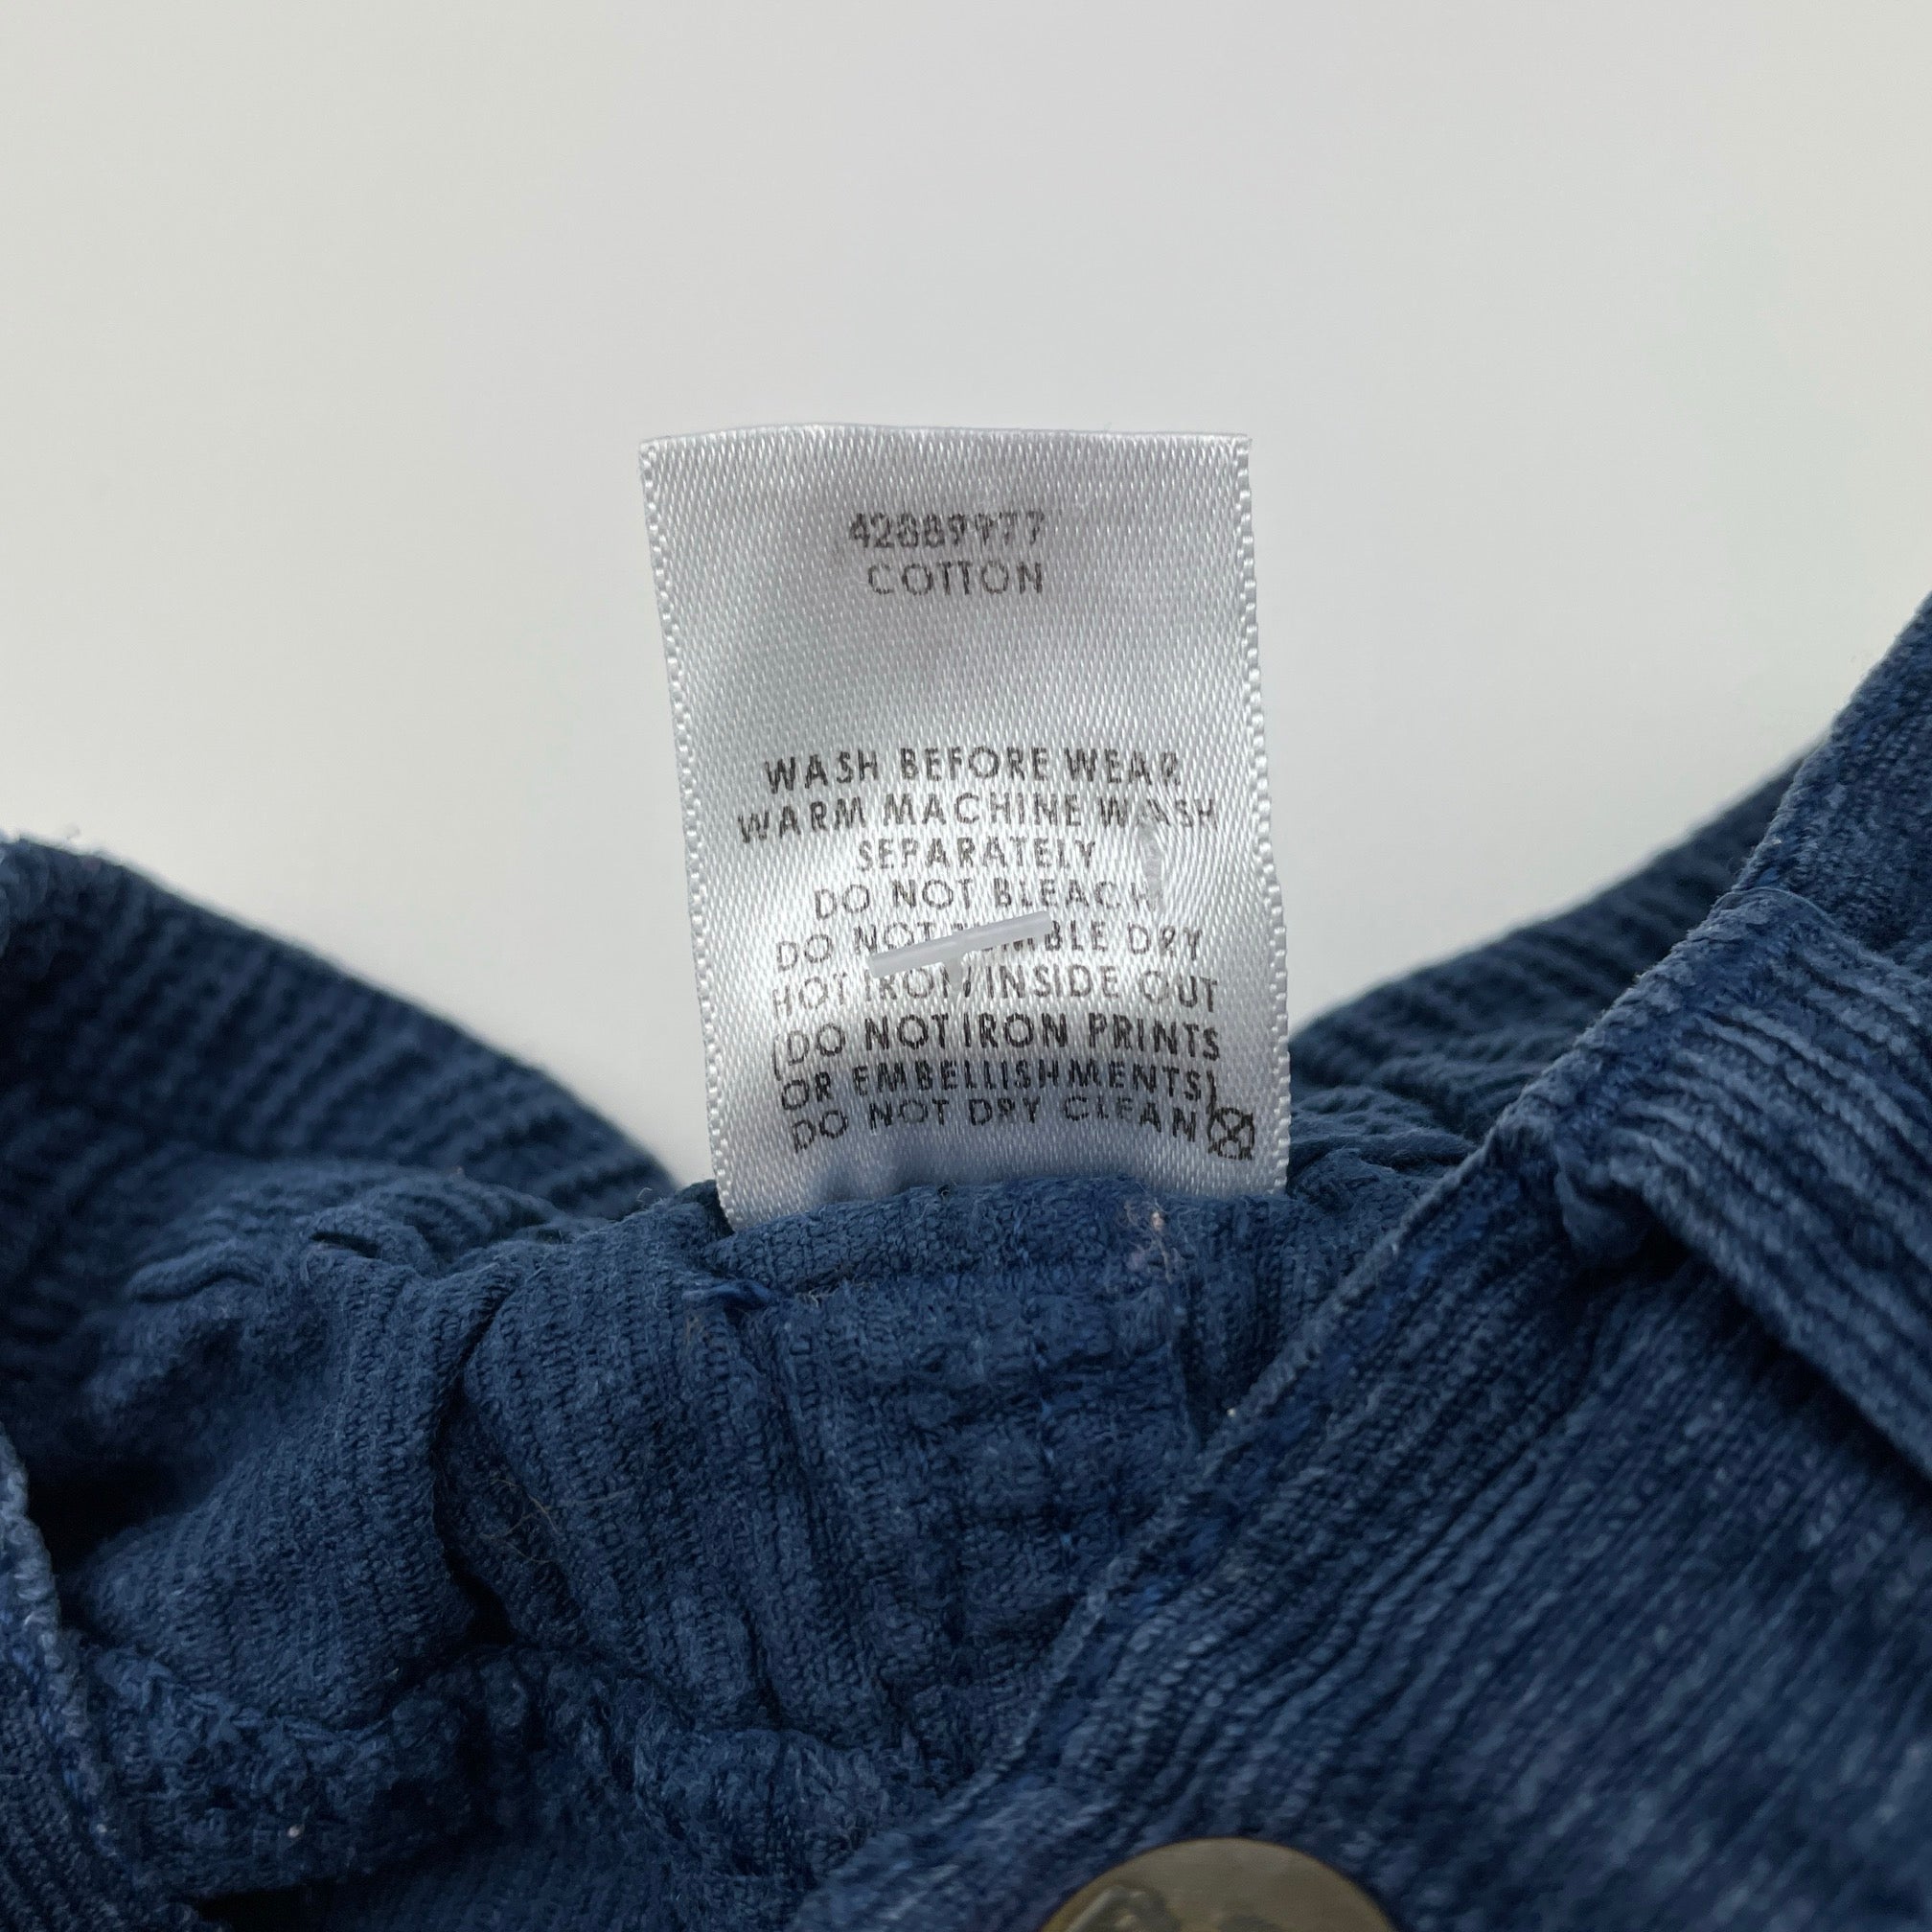 42889977
COTTON
WASH BEFORE WEAR
WARM MACHINE WASH
SEPARATELY
DO NOT BLEACH
DO NOT TUMBLE DRY
HOT IRON INSIDE OUT
(DO NOT IRON PRINTS
OR EMBELLISHMENTS)
DO NOT DRY CLEAN